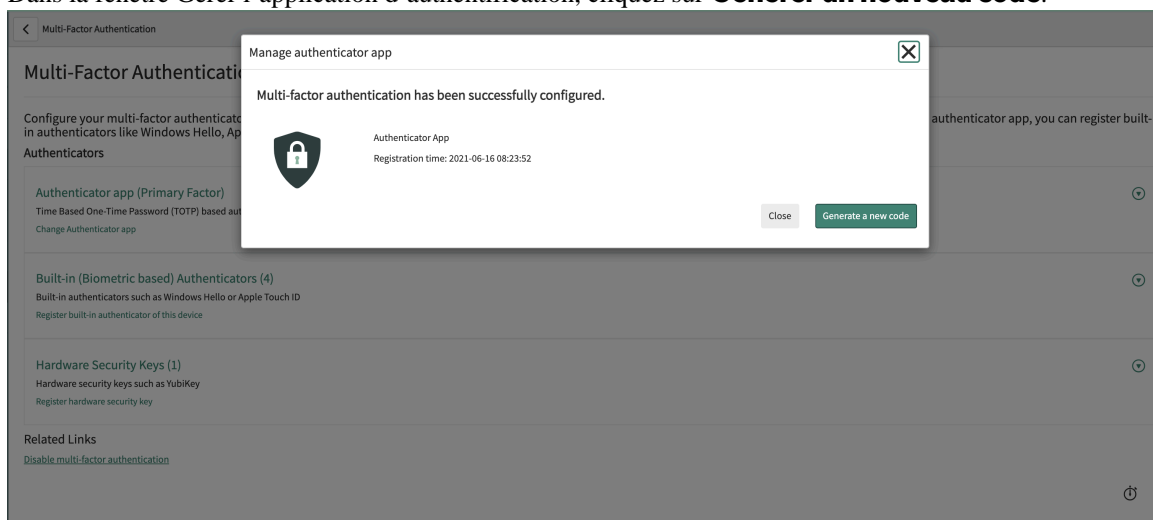 Dans la fenêtre Gérer l'application d'authentification, cliquez sur Générer un nouveau code.
Multi-Factor Authentication
Manage authenticator app
Multi-Factor Authentication
Multi-factor authentication has been successfully configured.
Configure your multi-factor authenticator authenticator app, you can register built-
in authenticators like Windows Hello, Ap
Authenticators
Authenticator App
Registration time: 2021-06-16 08:23:52
Authenticator app (Primary Factor)
Time Based One-Time Password (TOTP) based aut
Change Authenticator app
Close
Generate a new code
Built-in (Biometric based) Authenticators (4)
Built-in authenticators such as Windows Hello or Apple Touch ID
Register built-in authenticator of this device
Hardware Security Keys (1)
Hardware security keys such as YubiKey
Register hardware security key
Related Links
Disable multi-factor authentication